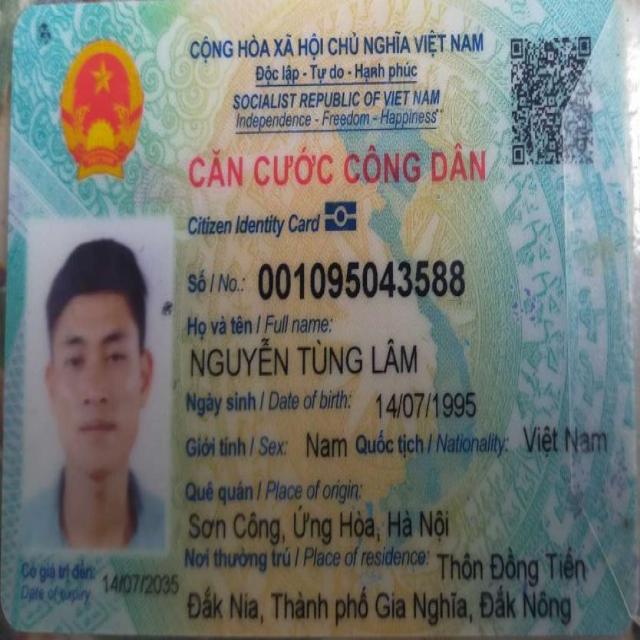 CỘNG HÒA XÃ HỘI CHỦ NGHĨA VIỆT NAM
Độc lập - Tự do - Hạnh phúc
SOCIALIST REPUBLIC OF VIET NAM
Independence - Freedom - Happiness
CĂN CƯỚC CÔNG DÂN
Citizen Identity Card
Số / No.: 001095043588
Họ và tên / Full name:
NGUYỄN TÙNG LÂM
Ngày sinh / Date of birth: 14/07/1995
Giới tính / Sex: Nam Quốc tịch / Nationality: Việt Nam
Quê quán / Place of origin:
Sơn Công, Ứng Hòa, Hà Nội
Nơi thường trú / Place of residence: Thôn Đồng Tiến
Đắk Nia, Thành phố Gia Nghĩa, Đắk Nông
Có giá trị đến: 14/07/2035
Date of expiry